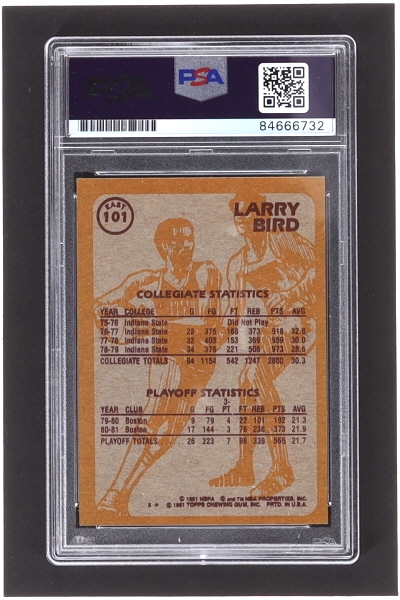 PSA
84666732
EAST
101
LARRY
BIRD
COLLEGIATE STATISTICS
YEAR COLLEGE G FG FT REB PTS AVG
75-76 Indiana State Did Not Play
76-77 Indiana State 28 375 168 373 918 32.8
77-78 Indiana State 32 403 153 369 959 30.0
78-79 Indiana State 34 376 221 505 973 28.6
COLLEGIATE TOTALS 94 1154 542 1247 2850 30.3
PLAYOFF STATISTICS
3-
YEAR CLUB G FG PT FT REB PTS AVG
79-80 Boston 9 79 4 22 101 192 21.3
80-81 Boston 17 144 3 76 238 373 21.9
PLAYOFF TOTALS . . . . 26 223 7 98 339 565 21.7
© 1981 NBPA ® and TM NBA PROPERTIES, INC.
© 1981 TOPPS CHEWING GUM, INC. PRTD. IN U.S.A.